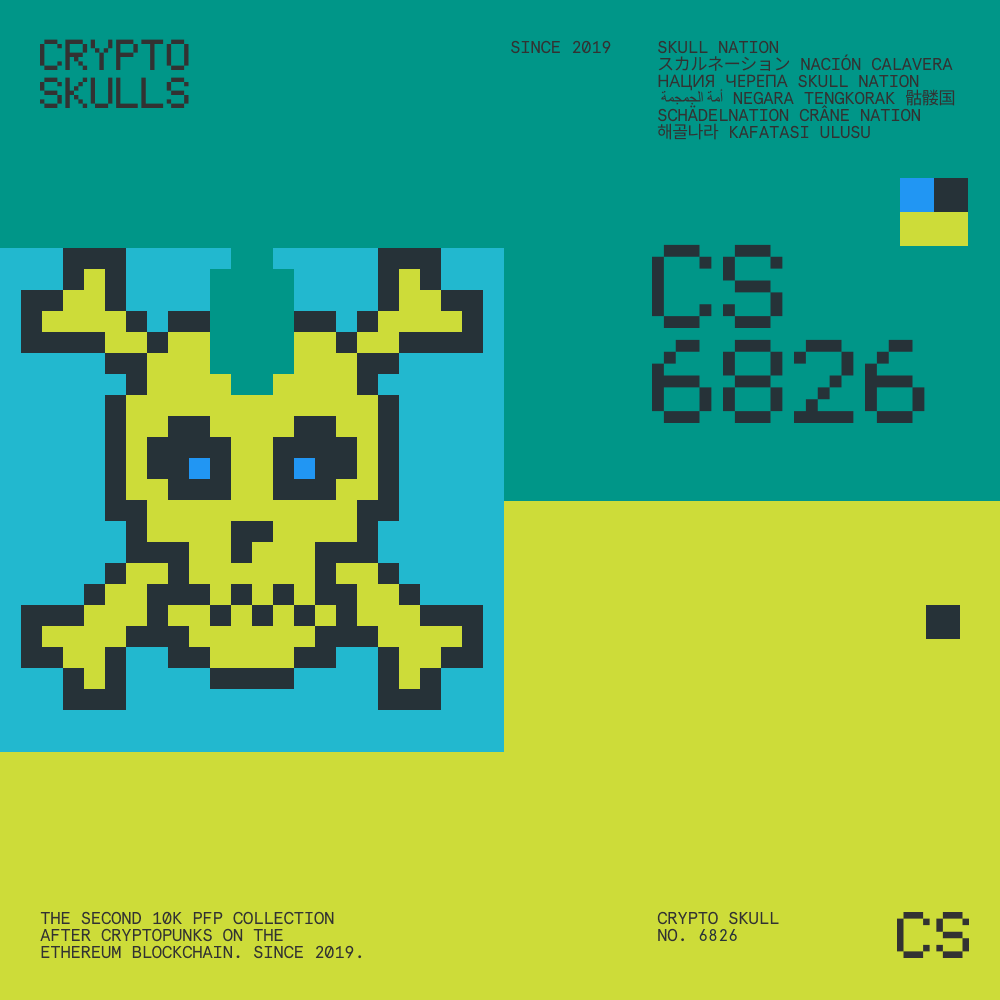 CRYPTO
SKULLS
SINCE 2019
SKULL NATION
スカルネーション NACIÓN CALAVERA
НАЦИЯ ЧЕРЕПА SKULL NATION
أمة الجمجمة NEGARA TENGKORAK 骷髅国
SCHÄDELNATION CRÂNE NATION
해골나라 KAFATASI ULUSU
CS
6826
THE SECOND 10K PFP COLLECTION
AFTER CRYPTOPUNKS ON THE
ETHEREUM BLOCKCHAIN. SINCE 2019.
CRYPTO SKULL
NO. 6826
CS